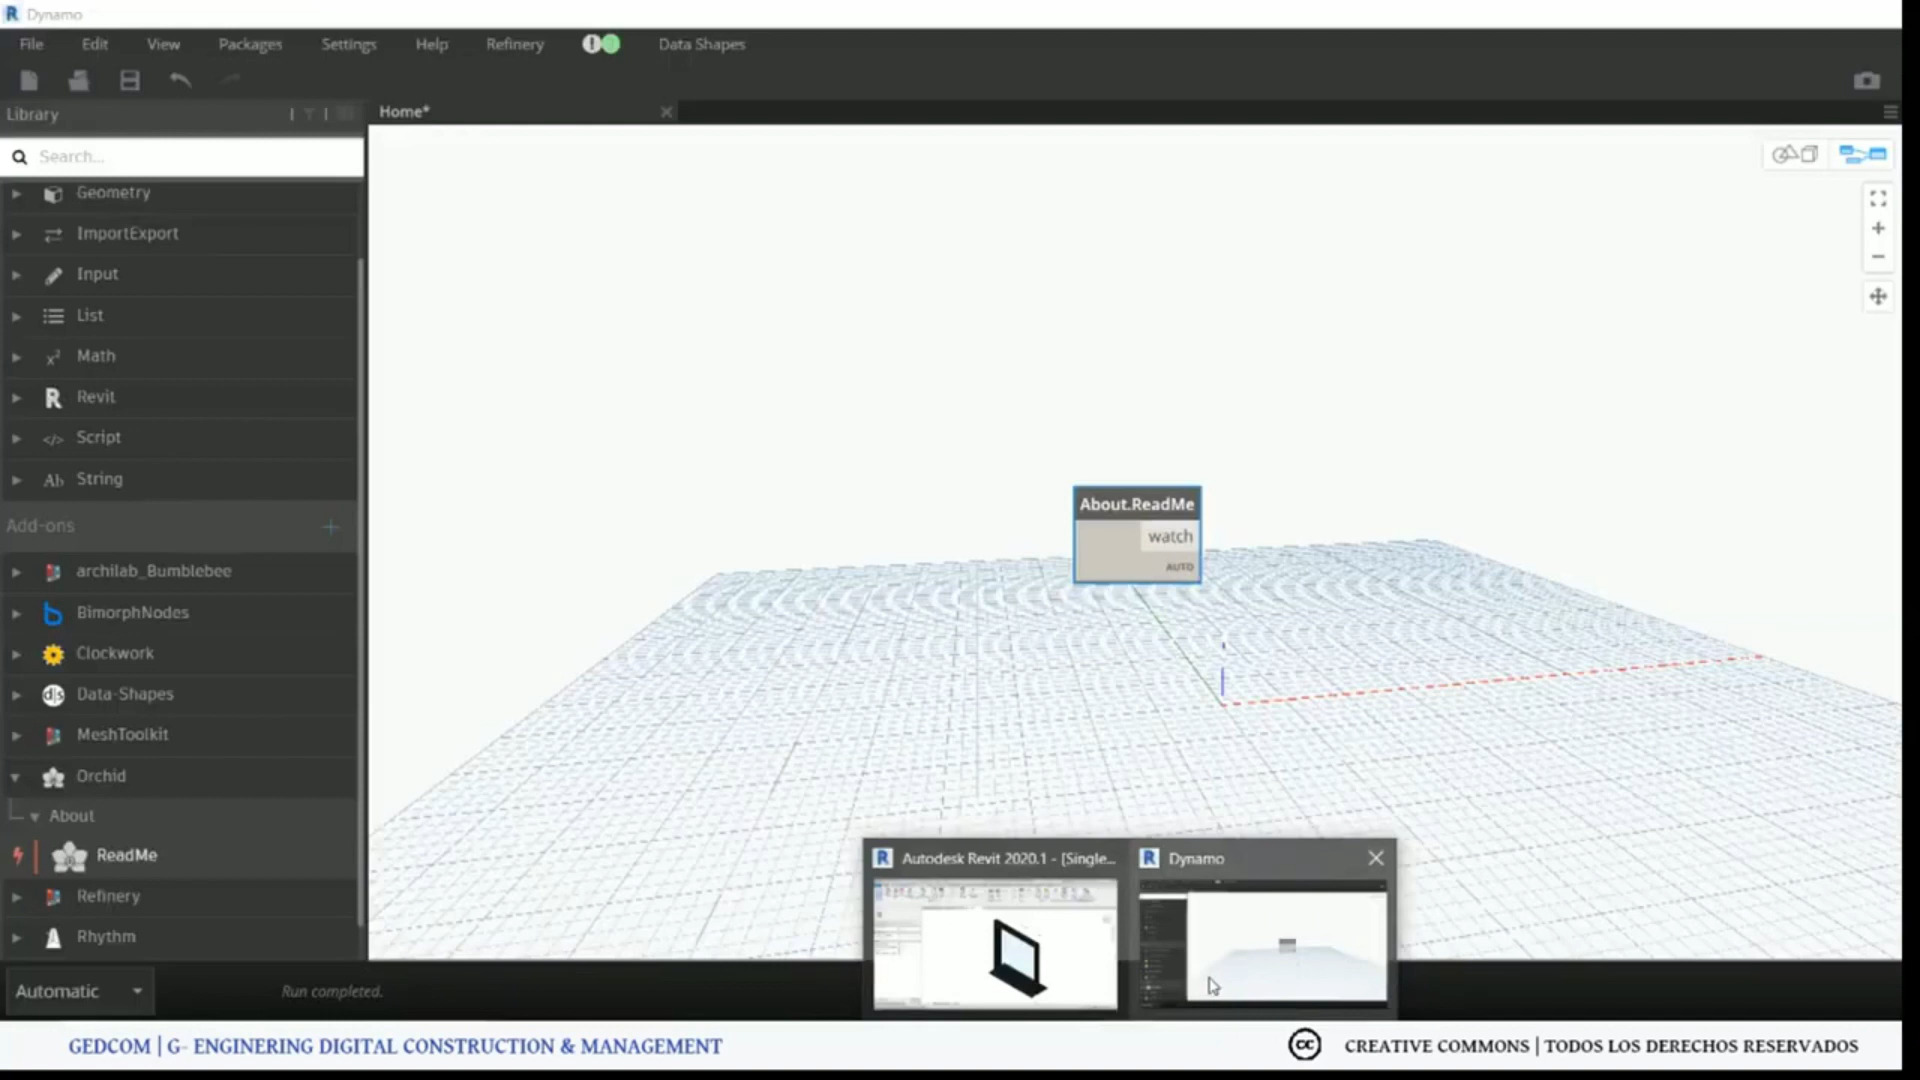 R Dynamo
File Edit View Packages Settings Help Refinery Data Shapes
Library
Home*
Search...
Geometry
ImportExport
Input
List
x² Math
R Revit
</> Script
Ab String
Add-ons
archilab_Bumblebee
BimorphNodes
Clockwork
d|s Data-Shapes
MeshToolkit
Orchid
About
ReadMe
Refinery
Rhythm
About.ReadMe
watch
AUTO
R Autodesk Revit 2020.1 - [Single...
R Dynamo
Automatic
Run completed.
GEDCOM | G- ENGINERING DIGITAL CONSTRUCTION & MANAGEMENT
cc CREATIVE COMMONS | TODOS LOS DERECHOS RESERVADOS